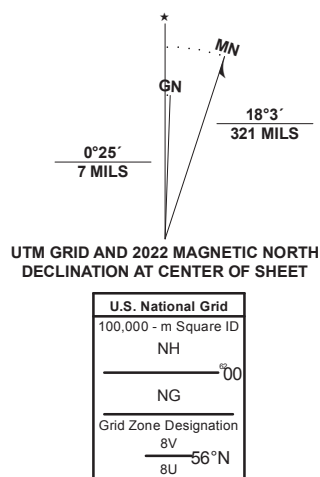 ★
MN
GN
18°3´
321 MILS
0°25´
7 MILS
UTM GRID AND 2022 MAGNETIC NORTH
DECLINATION AT CENTER OF SHEET
U.S. National Grid
100,000 - m Square ID
NH
⁶²00
NG
Grid Zone Designation
8V
56°N
8U